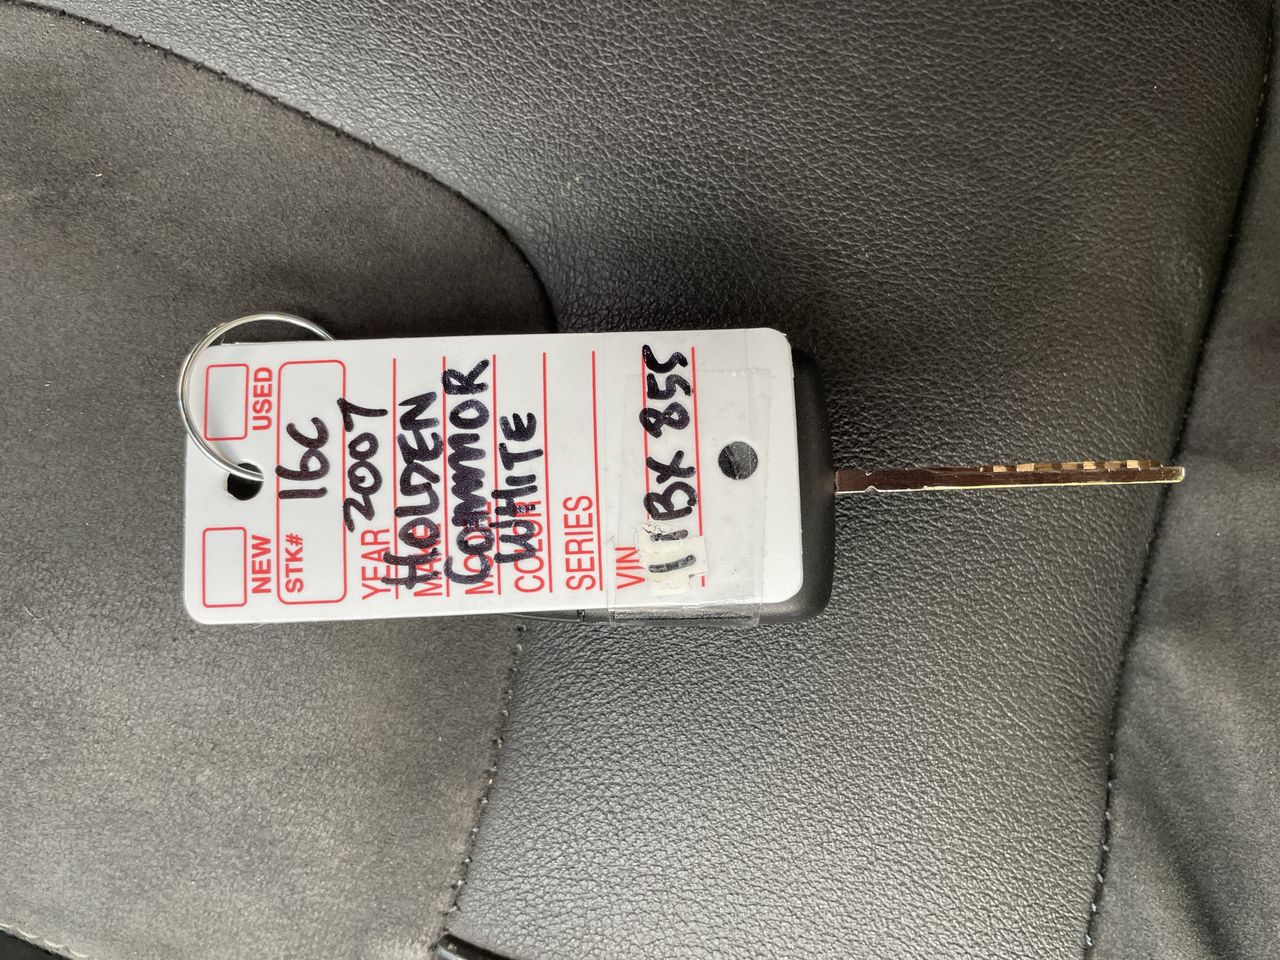 NEW USED
STK# 16C
YEAR 2007
MAKE HOLDEN
MODEL COMMOR
COLOR WHITE
SERIES
VIN BX 855